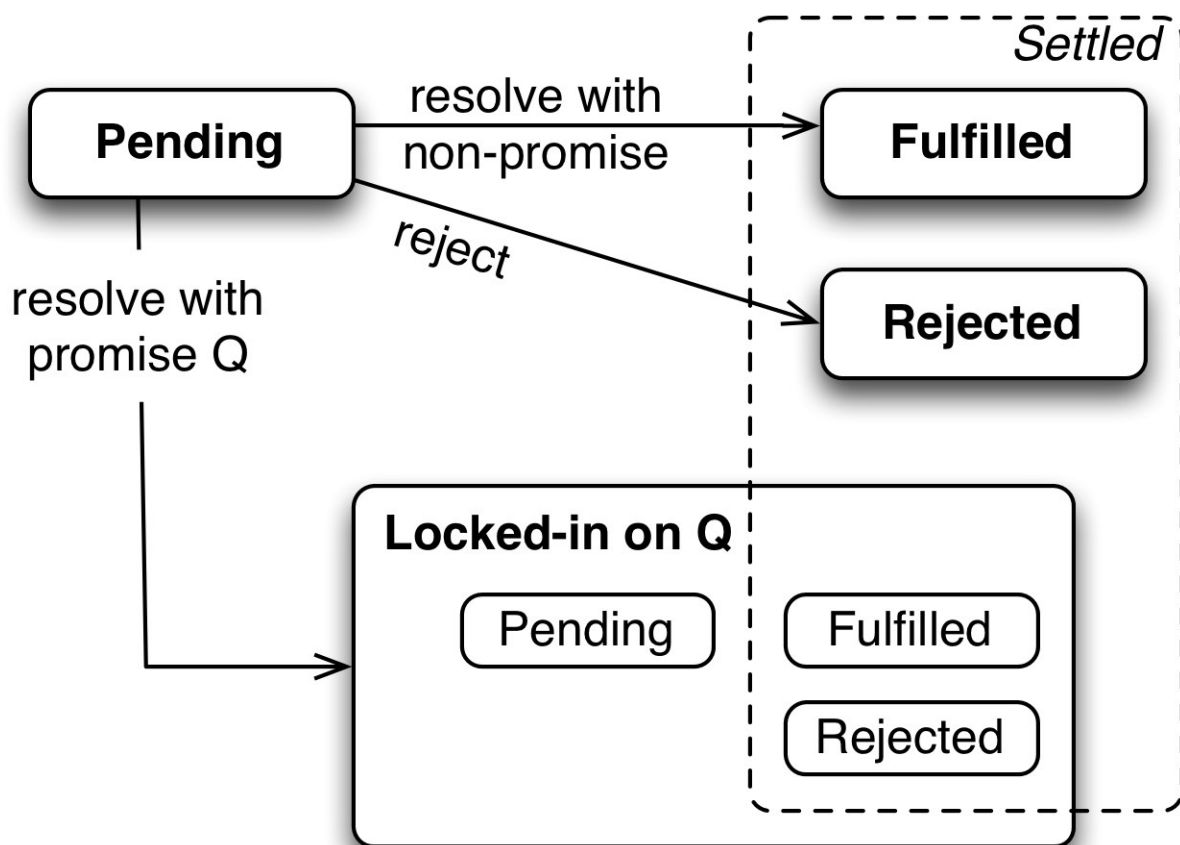 Settled
Pending
resolve with
non-promise
Fulfilled
reject
Rejected
resolve with
promise Q
Locked-in on Q
Pending
Fulfilled
Rejected